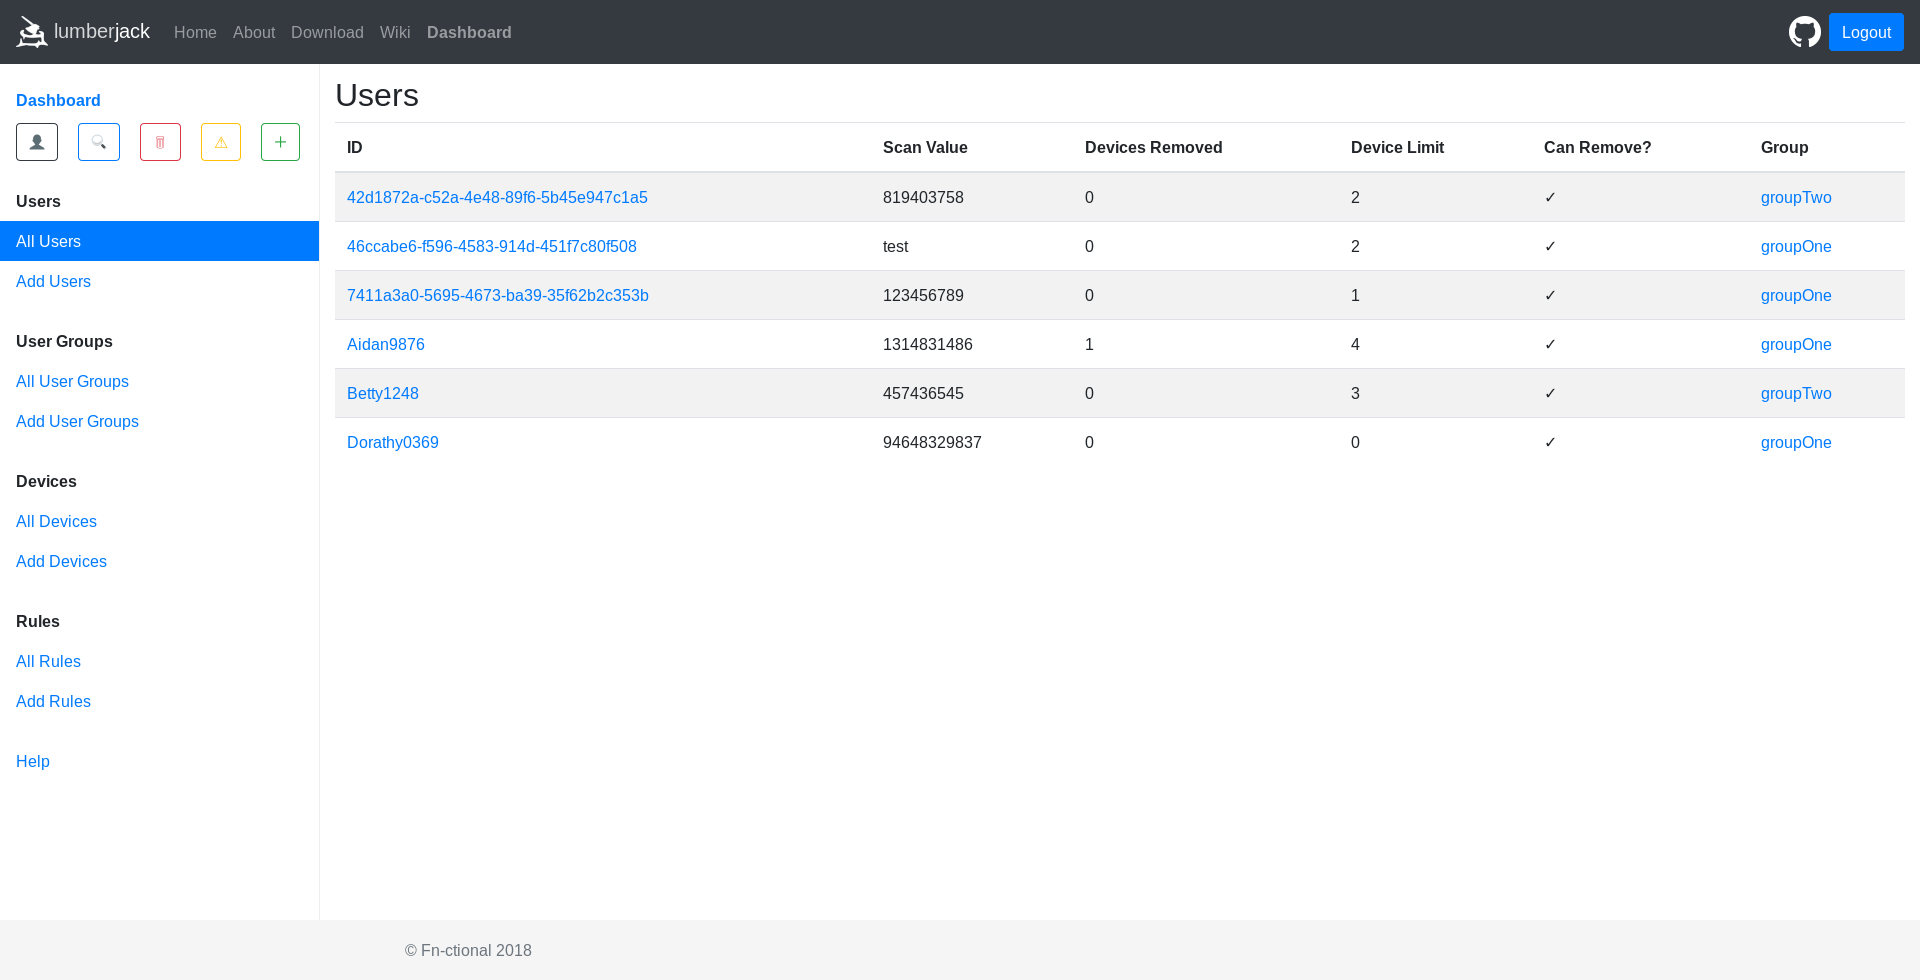 lumberjack Home About Download Wiki Dashboard Logout
Dashboard
Users
All Users
Add Users
User Groups
All User Groups
Add User Groups
Devices
All Devices
Add Devices
Rules
All Rules
Add Rules
Help
Users
ID Scan Value Devices Removed Device Limit Can Remove? Group
42d1872a-c52a-4e48-89f6-5b45e947c1a5 819403758 0 2 ✓ groupTwo
46ccabe6-f596-4583-914d-451f7c80f508 test 0 2 ✓ groupOne
7411a3a0-5695-4673-ba39-35f62b2c353b 123456789 0 1 ✓ groupOne
Aidan9876 1314831486 1 4 ✓ groupOne
Betty1248 457436545 0 3 ✓ groupTwo
Dorathy0369 94648329837 0 0 ✓ groupOne
© Fn-ctional 2018